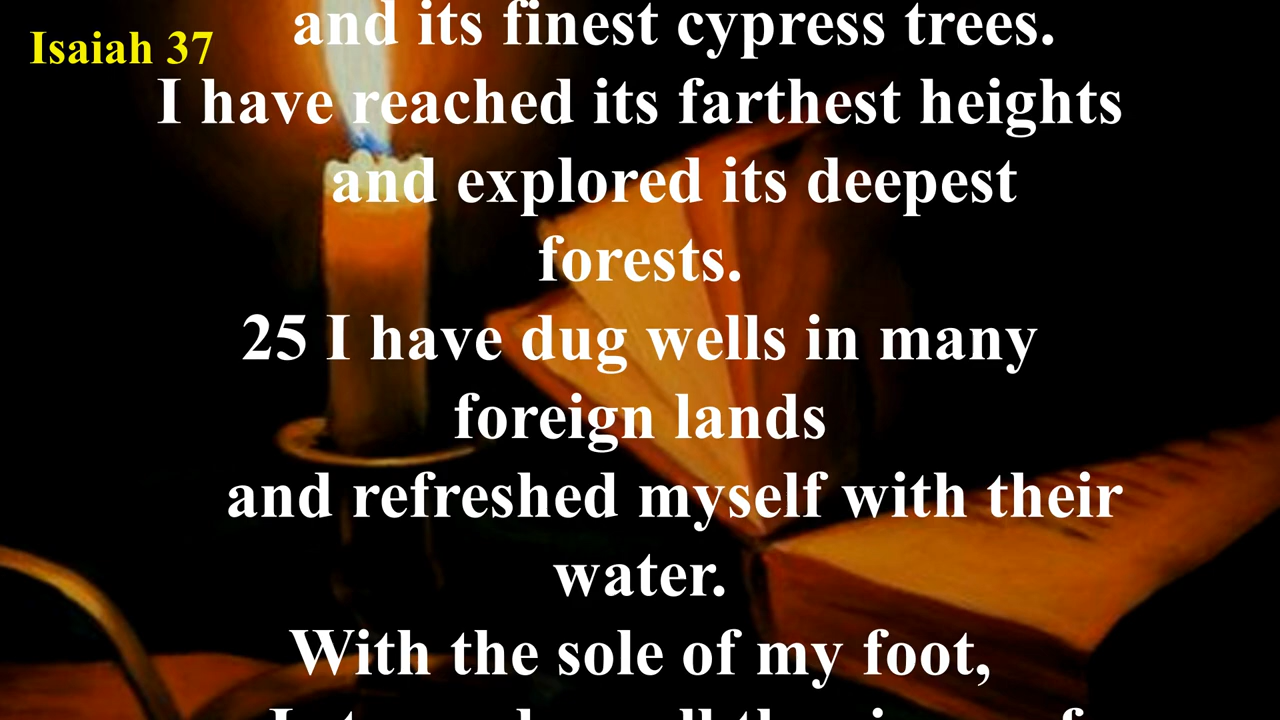 Isaiah 37
and its finest cypress trees.
I have reached its farthest heights
and explored its deepest
forests.
25 I have dug wells in many
foreign lands
and refreshed myself with their
water.
With the sole of my foot,